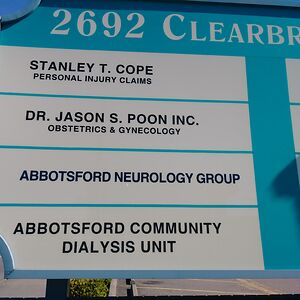 2692 CLEARBR
STANLEY T. COPE
PERSONAL INJURY CLAIMS
DR. JASON S. POON INC.
OBSTETRICS & GYNECOLOGY
ABBOTSFORD NEUROLOGY GROUP
ABBOTSFORD COMMUNITY
DIALYSIS UNIT